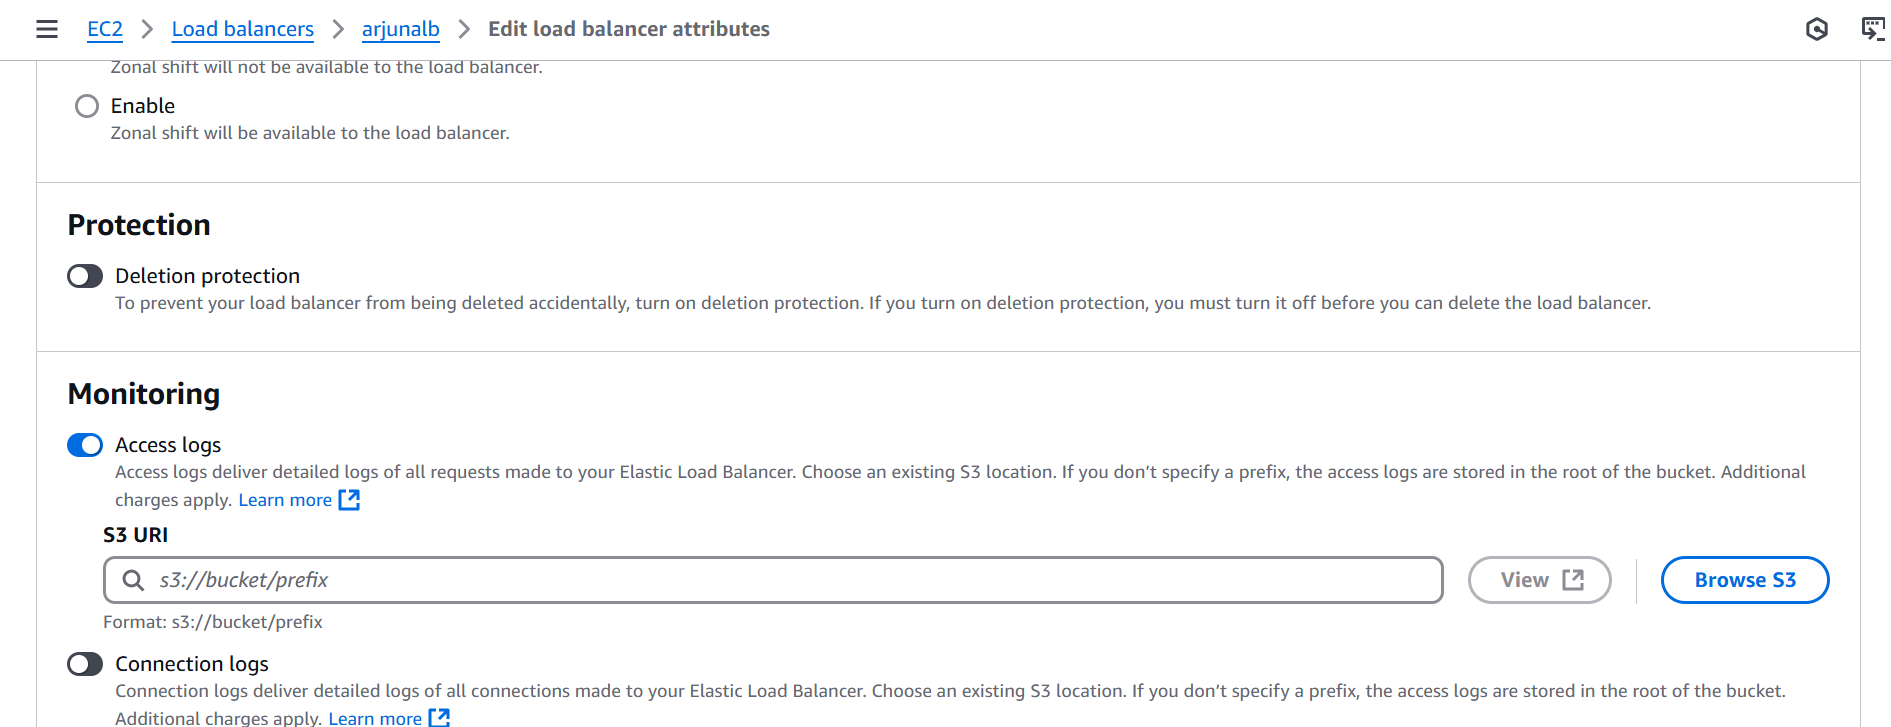 EC2 > Load balancers > arjunalb > Edit load balancer attributes
Zonal shift will not be available to the load balancer.
Enable
Zonal shift will be available to the load balancer.
Protection
Deletion protection
To prevent your load balancer from being deleted accidentally, turn on deletion protection. If you turn on deletion protection, you must turn it off before you can delete the load balancer.
Monitoring
Access logs
Access logs deliver detailed logs of all requests made to your Elastic Load Balancer. Choose an existing S3 location. If you don’t specify a prefix, the access logs are stored in the root of the bucket. Additional
charges apply. Learn more
S3 URI
s3://bucket/prefix View Browse S3
Format: s3://bucket/prefix
Connection logs
Connection logs deliver detailed logs of all connections made to your Elastic Load Balancer. Choose an existing S3 location. If you don’t specify a prefix, the access logs are stored in the root of the bucket.
Additional charges apply. Learn more